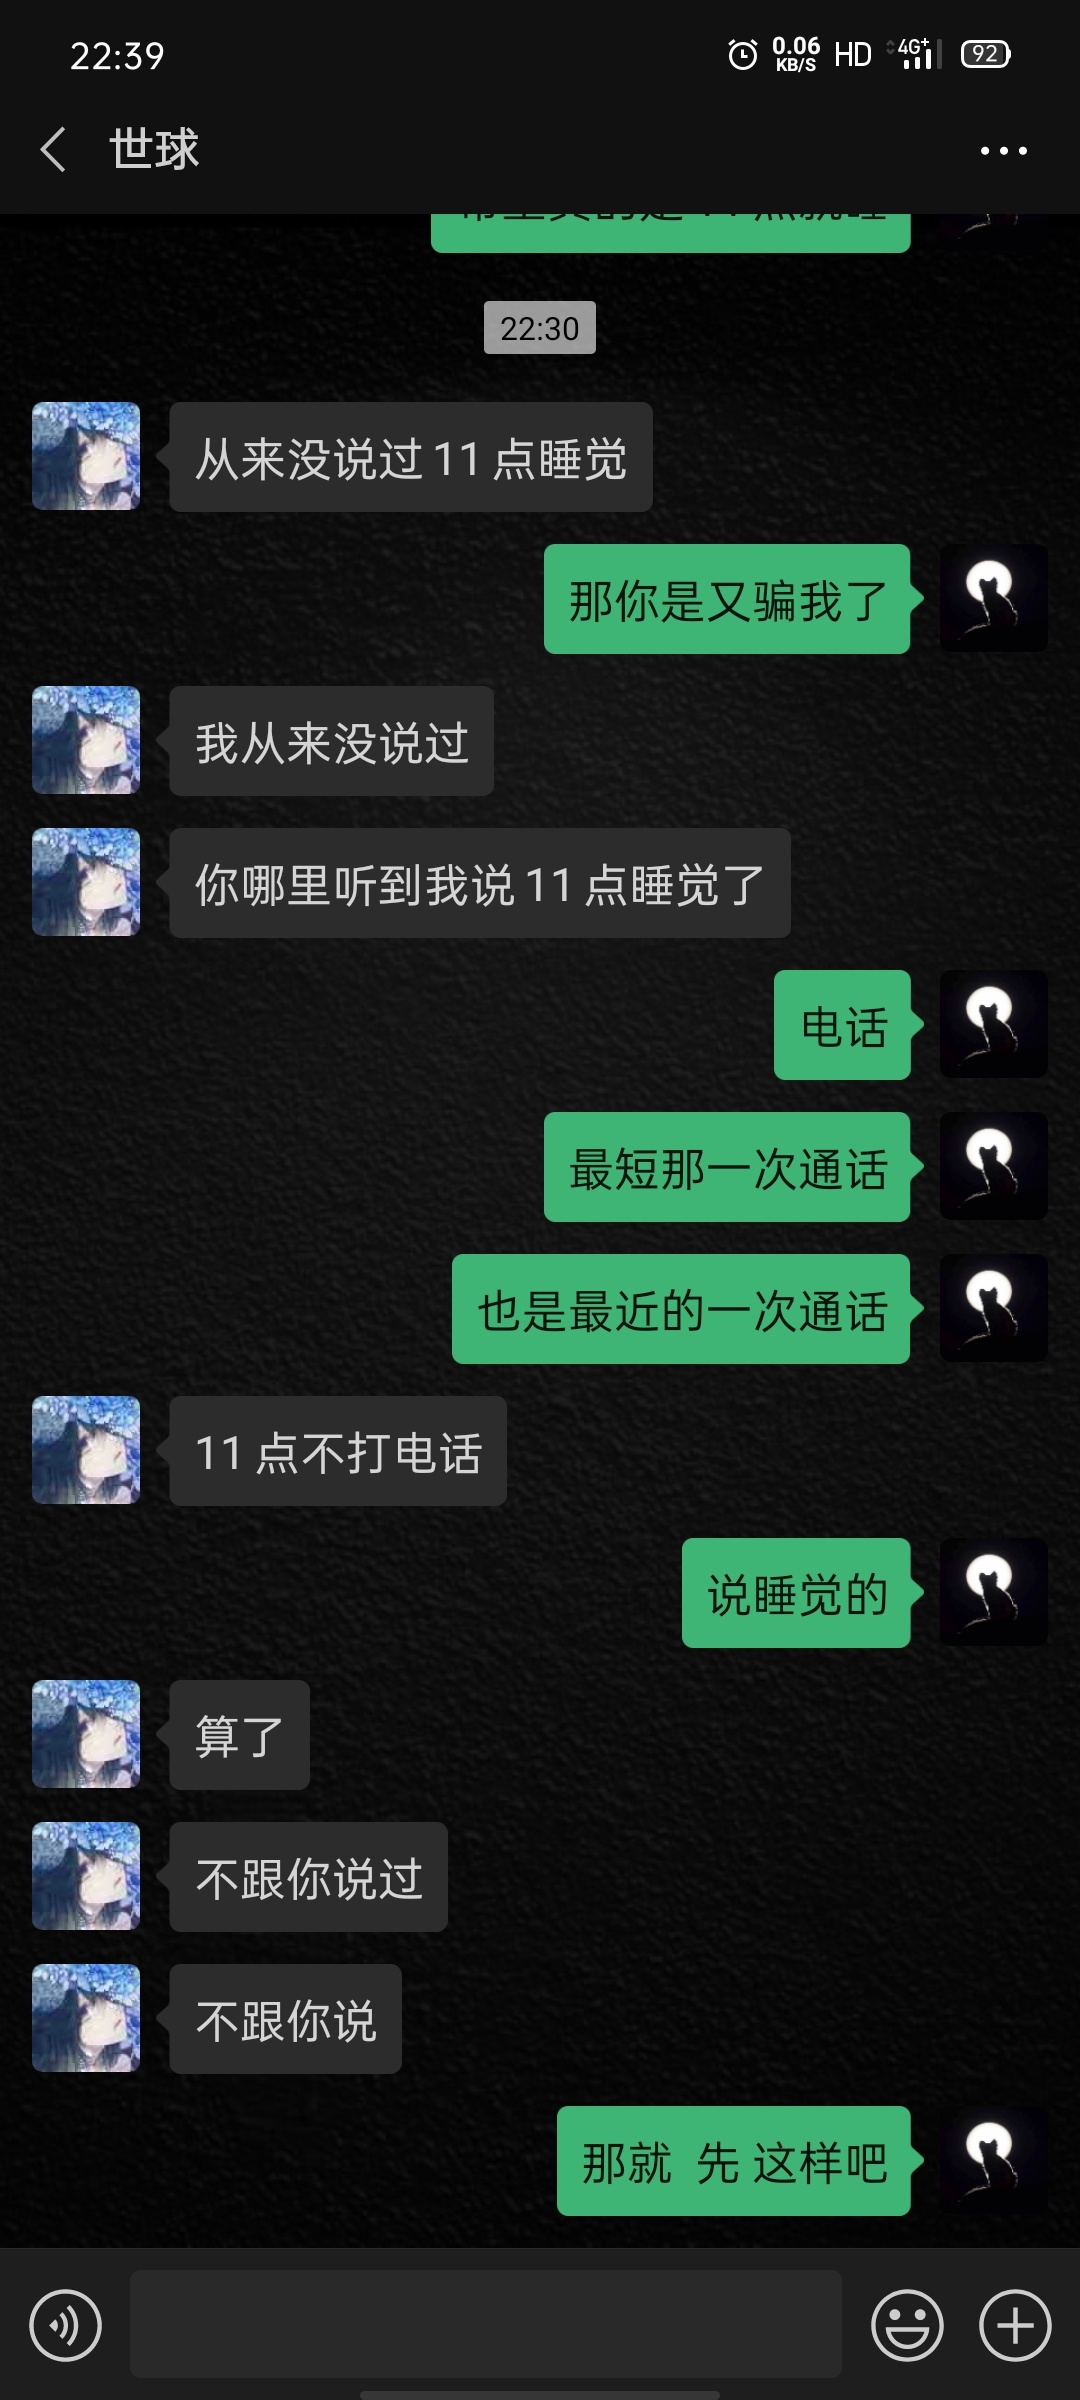 22:39
0.06
KB/S
HD
4G+
92
世球
22:30
从来没说过 11 点睡觉
那你是又骗我了
我从来没说过
你哪里听到我说 11 点睡觉了
电话
最短那一次通话
也是最近的一次通话
11 点不打电话
说睡觉的
算了
不跟你说过
不跟你说
那就 先 这样吧